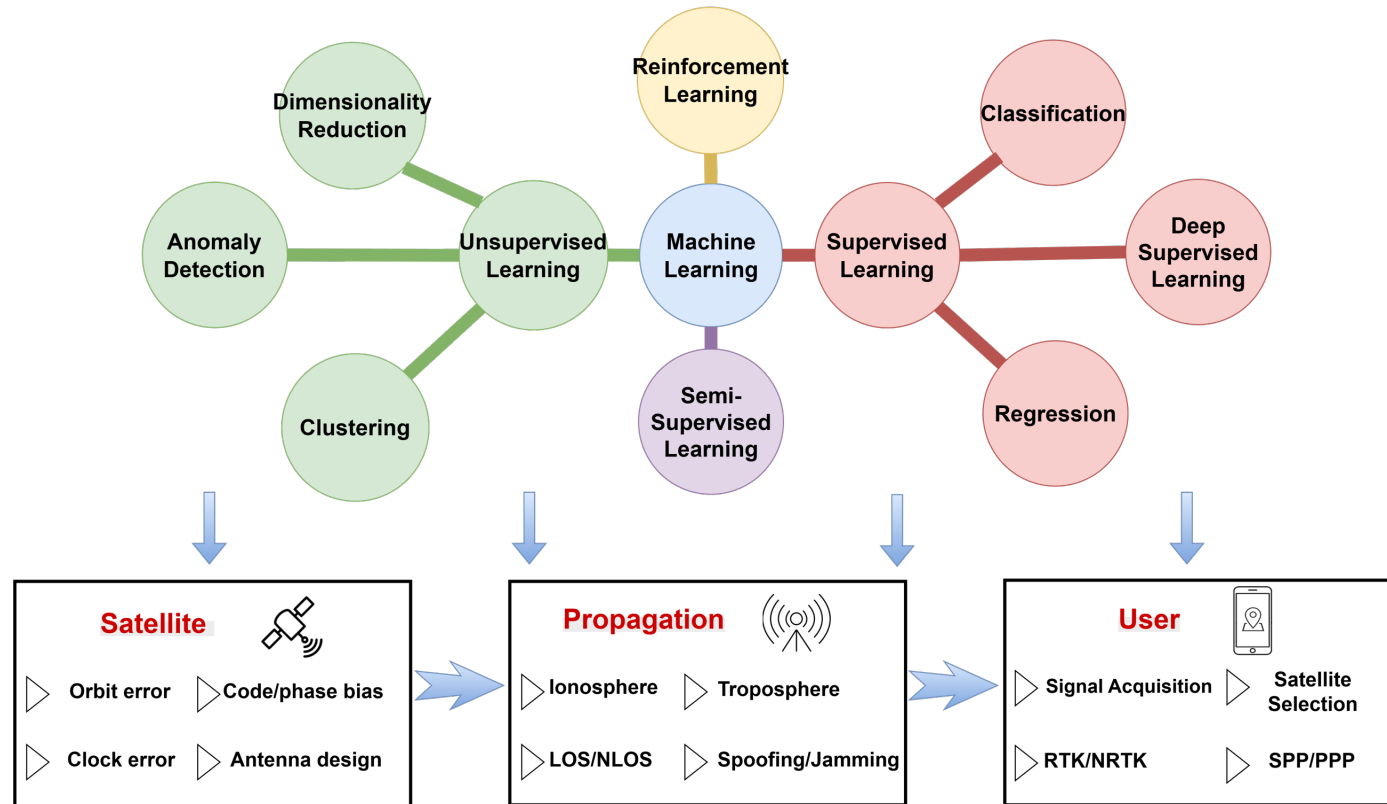 Reinforcement
Learning
Dimensionality
Reduction
Classification
Anomaly
Detection
Unsupervised
Learning
Machine
Learning
Supervised
Learning
Deep
Supervised
Learning
Clustering
Semi-
Supervised
Learning
Regression
Satellite
Orbit error
Code/phase bias
Clock error
Antenna design
Propagation
Ionosphere
Troposphere
LOS/NLOS
Spoofing/Jamming
User
Signal Acquisition
Satellite
Selection
RTK/NRTK
SPP/PPP